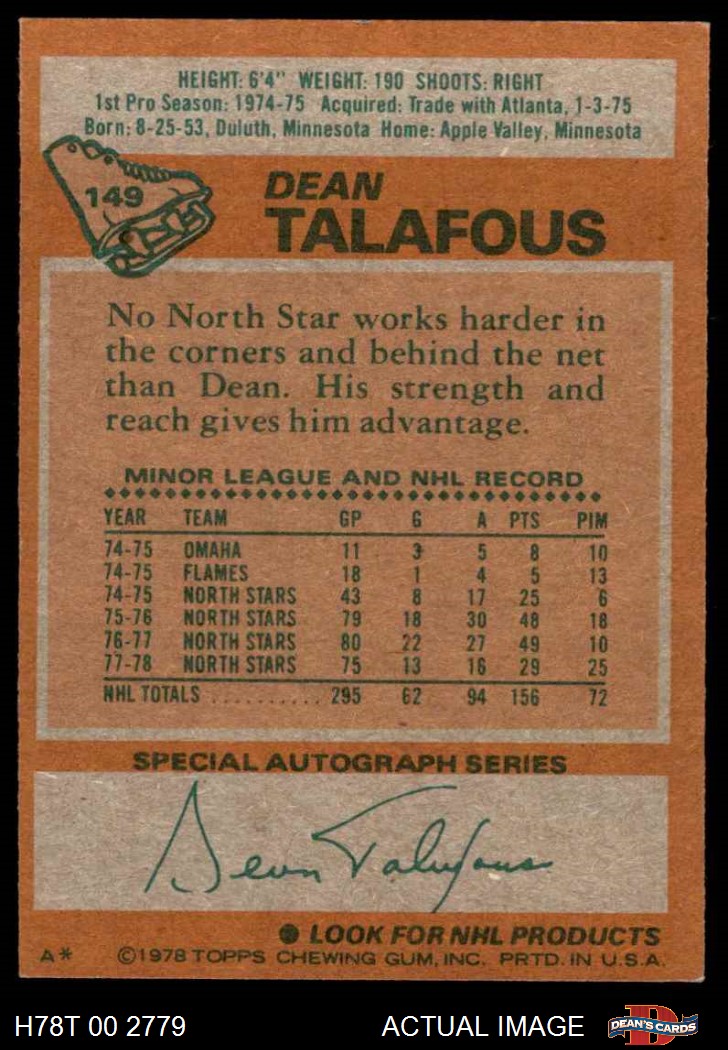 HEIGHT: 6'4" WEIGHT: 190 SHOOTS: RIGHT
1st Pro Season: 1974-75 Acquired: Trade with Atlanta, 1-3-75
Born: 8-25-53, Duluth, Minnesota Home: Apple Valley, Minnesota
149
DEAN
TALAFOUS
No North Star works harder in
the corners and behind the net
than Dean. His strength and
reach gives him advantage.
MINOR LEAGUE AND NHL RECORD
YEAR TEAM GP G A PTS PIM
74-75 OMAHA 11 3 5 8 10
74-75 FLAMES 18 1 4 5 13
74-75 NORTH STARS 43 8 17 25 6
75-76 NORTH STARS 79 18 30 48 18
76-77 NORTH STARS 80 22 27 49 10
77-78 NORTH STARS 75 13 16 29 25
NHL TOTALS .......... 295 62 94 156 72
SPECIAL AUTOGRAPH SERIES
Dean Talafous
● LOOK FOR NHL PRODUCTS
A* ©1978 TOPPS CHEWING GUM, INC. PRTD. IN U.S.A.
H78T 00 2779 ACTUAL IMAGE DEAN'S CARDS